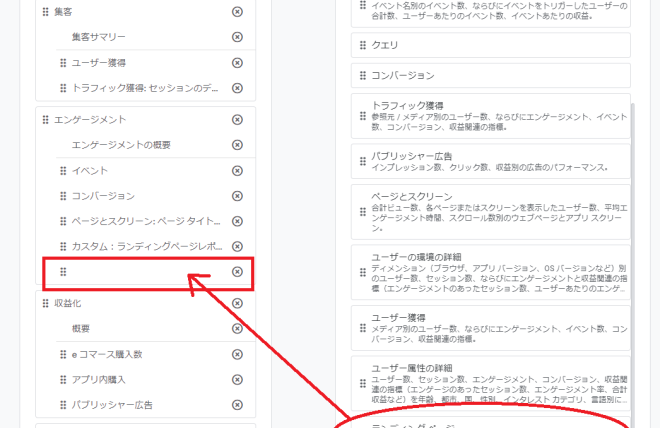 集客
集客サマリー
ユーザー獲得
トラフィック獲得: セッションのデ...
エンゲージメント
エンゲージメントの概要
イベント
コンバージョン
ページとスクリーン: ページ タイト...
カスタム：ランディングページレポ...
収益化
概要
e コマース購入数
アプリ内購入
パブリッシャー広告
イベント名別のイベント数、ならびにイベントをトリガーしたユーザーの
合計数、ユーザーあたりのイベント数、イベントあたりの収益。
クエリ
コンバージョン
トラフィック獲得
参照元 / メディア別のユーザー数、ならびにエンゲージメント、イベント
数、コンバージョン、収益関連の指標。
パブリッシャー広告
インプレッション数、クリック数、収益別の広告のパフォーマンス。
ページとスクリーン
合計ビュー数、各ページまたはスクリーンを表示したユーザー数、平均エ
ンゲージメント時間、スクロール数別のウェブページとアプリ スクリー
ン。
ユーザーの環境の詳細
ディメンション（ブラウザ、アプリ バージョン、OS バージョンなど）別
のユーザー数、セッション数、ならびにエンゲージメントと収益関連の指
標（エンゲージメントのあったセッション数、ユーザーあたりのエンゲ...
ユーザー獲得
メディア別のユーザー数、ならびにエンゲージメント、イベント数、コン
バージョン、収益関連の指標。
ユーザー属性の詳細
ユーザー数、セッション数、エンゲージメント、コンバージョン、収益関
連の指標（エンゲージのあったセッション数、エンゲージメント率、合計
収益など）を年齢、都市、国、性別、インタレスト カテゴリ、言語別に...
ランディング ページ